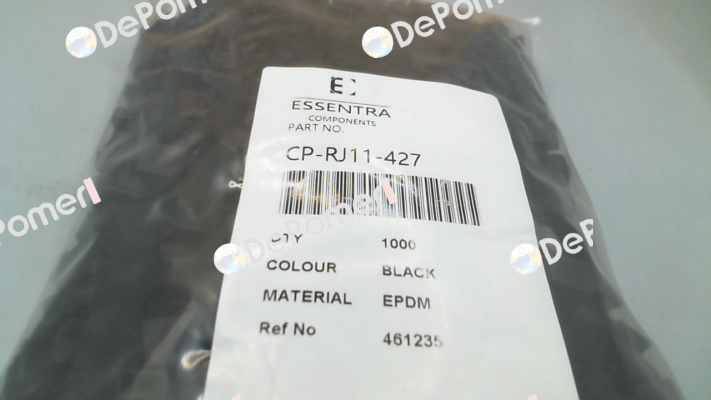 DePomerl
DePomerl
E
ESSENTRA
COMPONENTS
PART NO.
CP-RJ11-427
DePomerl
DePomerl
QTY 1000
DePomerl
COLOUR BLACK
MATERIAL EPDM
Ref No 461235